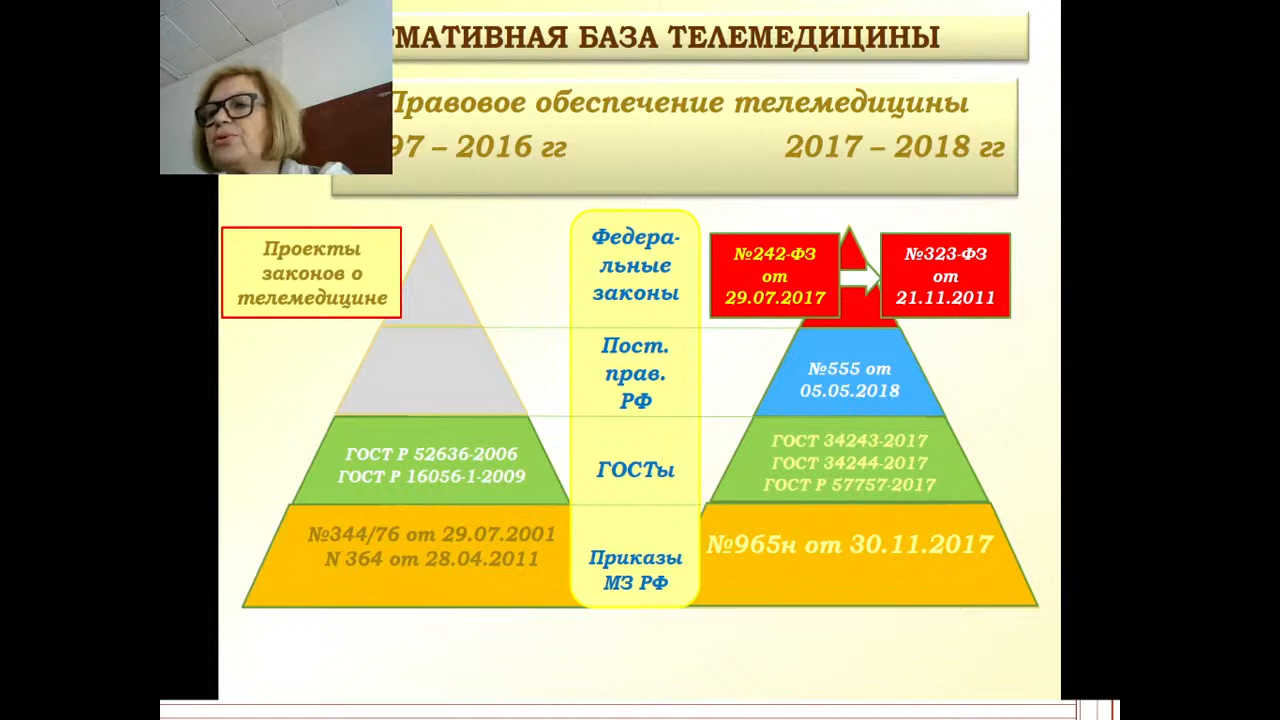 РМАТИВНАЯ БАЗА ТЕЛЕМЕДИЦИНЫ
Правовое обеспечение телемедицины
97 – 2016 гг
2017 – 2018 гг
Проекты
законов о
телемедицине
Федера-
льные
законы
№242-ФЗ
от
29.07.2017
№323-ФЗ
от
21.11.2011
Пост.
прав.
РФ
№555 от
05.05.2018
ГОСТ Р 52636-2006
ГОСТ Р 16056-1-2009
ГОСТы
ГОСТ 34243-2017
ГОСТ 34244-2017
ГОСТ Р 57757-2017
№344/76 от 29.07.2001
N 364 от 28.04.2011
Приказы
МЗ РФ
№965н от 30.11.2017